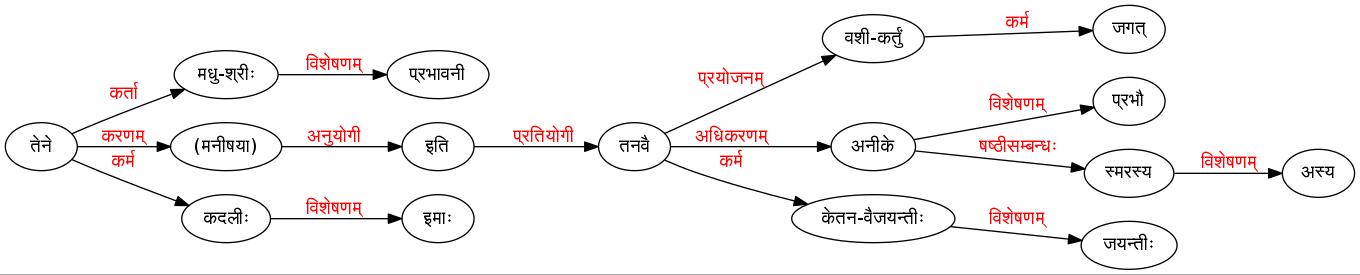 कर्म
जगत्
वशी-कर्तुं
मधु-श्रीः
विशेषणम्
प्रभावनी
प्रयोजनम्
कर्ता
विशेषणम्
प्रभौ
तेने
करणम्
(मनीषया)
अनुयोगी
इति
प्रतियोगी
तनवै
अधिकरणम्
अनीके
षष्ठीसम्बन्धः
कर्म
कर्म
स्मरस्य
विशेषणम्
अस्य
कदलीः
विशेषणम्
इमाः
केतन-वैजयन्तीः
विशेषणम्
जयन्तीः